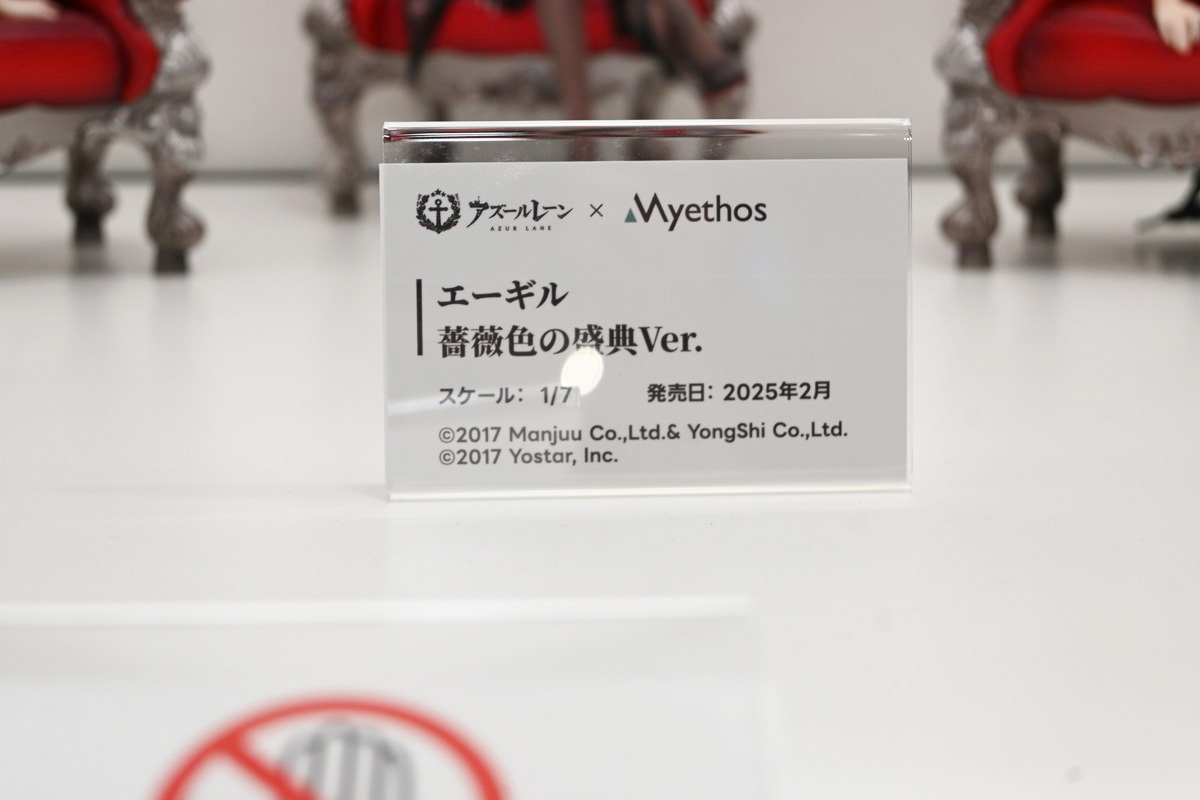 アズールレーン × Myethos
AZUR LANE
エーギル
薔薇色の盛典Ver.
スケール： 1/7 発売日： 2025年2月
©2017 Manjuu Co.,Ltd.& YongShi Co.,Ltd.
©2017 Yostar, Inc.